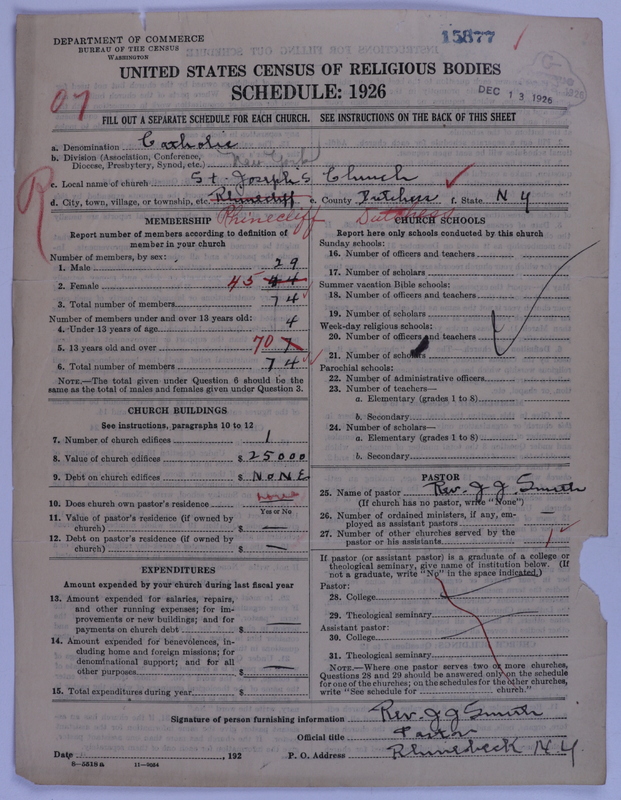 DEPARTMENT OF COMMERCE
BUREAU OF THE CENSUS
WASHINGTON
15877
UNITED STATES CENSUS OF RELIGIOUS BODIES
SCHEDULE: 1926
DEC 13 1926
07
FILL OUT A SEPARATE SCHEDULE FOR EACH CHURCH. SEE INSTRUCTIONS ON THE BACK OF THIS SHEET
a. Denomination Catholic
b. Division (Association, Conference, Diocese, Presbytery, Synod, etc.) New York
c. Local name of church St. Joseph's Church
d. City, town, village, or township, etc. Rhinecliff e. County Dutchess f. State N Y
R
Rhinecliff Dutchess
MEMBERSHIP
Report number of members according to definition of
member in your church
Number of members, by sex:
1. Male 29
2. Female 45 44
3. Total number of members 74
Number of members under and over 13 years old:
4. Under 13 years of age 4
5. 13 years old and over 70 7
6. Total number of members 74
NOTE.—The total given under Question 6 should be the
same as the total of males and females given under Question 3.
CHURCH BUILDINGS
See instructions, paragraphs 10 to 12
7. Number of church edifices 1
8. Value of church edifices $ 25000
9. Debt on church edifices $ NONE
10. Does church own pastor's residence
Yes or No
11. Value of pastor's residence (if owned by
church) $ —
12. Debt on pastor's residence (if owned by
church) $ —
EXPENDITURES
Amount expended by your church during last fiscal year
13. Amount expended for salaries, repairs,
and other running expenses; for im-
provements or new buildings; and for
payments on church debt $ —
14. Amount expended for benevolences, in-
cluding home and foreign missions; for
denominational support; and for all
other purposes $ —
15. Total expenditures during year $
CHURCH SCHOOLS
Report here only schools conducted by this church
Sunday schools:
16. Number of officers and teachers
17. Number of scholars
Summer vacation Bible schools:
18. Number of officers and teachers
19. Number of scholars
Week-day religious schools:
20. Number of officers and teachers
21. Number of scholars
Parochial schools:
22. Number of administrative officers
23. Number of teachers—
a. Elementary (grades 1 to 8)
b. Secondary
24. Number of scholars—
a. Elementary (grades 1 to 8)
b. Secondary
PASTOR
25. Name of pastor Rev. J. J. Smith
(If church has no pastor, write "None")
26. Number of ordained ministers, if any, em-
ployed as assistant pastors —
27. Number of other churches served by the
pastor or his assistants 1
If pastor (or assistant pastor) is a graduate of a college or
theological seminary, give name of institution below. (If
not a graduate, write "No" in the space indicated.)
Pastor:
28. College
29. Theological seminary
Assistant pastor:
30. College
31. Theological seminary
NOTE.—Where one pastor serves two or more churches,
Questions 28 and 29 should be answered only on the schedule
for one of the churches; on the schedules for the other churches,
write "See schedule for church."
Signature of person furnishing information Rev. J J Smith
Official title Pastor
Date , 192 P. O. Address Rhinebeck N.Y.
8-5518a 11-9054